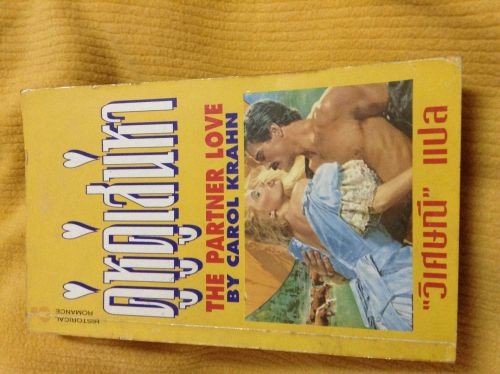 HISTORICAL
ROMANCE
คู่หูคู่เสน่หา
THE PARTNER LOVE
BY CAROL KRAHN
"วิเศษณี" แปล